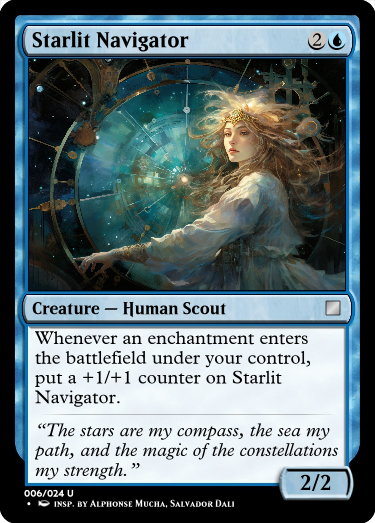 Starlit Navigator 2
Creature — Human Scout
Whenever an enchantment enters
the battlefield under your control,
put a +1/+1 counter on Starlit
Navigator.
“The stars are my compass, the sea my
path, and the magic of the constellations
my strength.”
2/2
006/024 U
• insp. by Alphonse Mucha, Salvador Dali